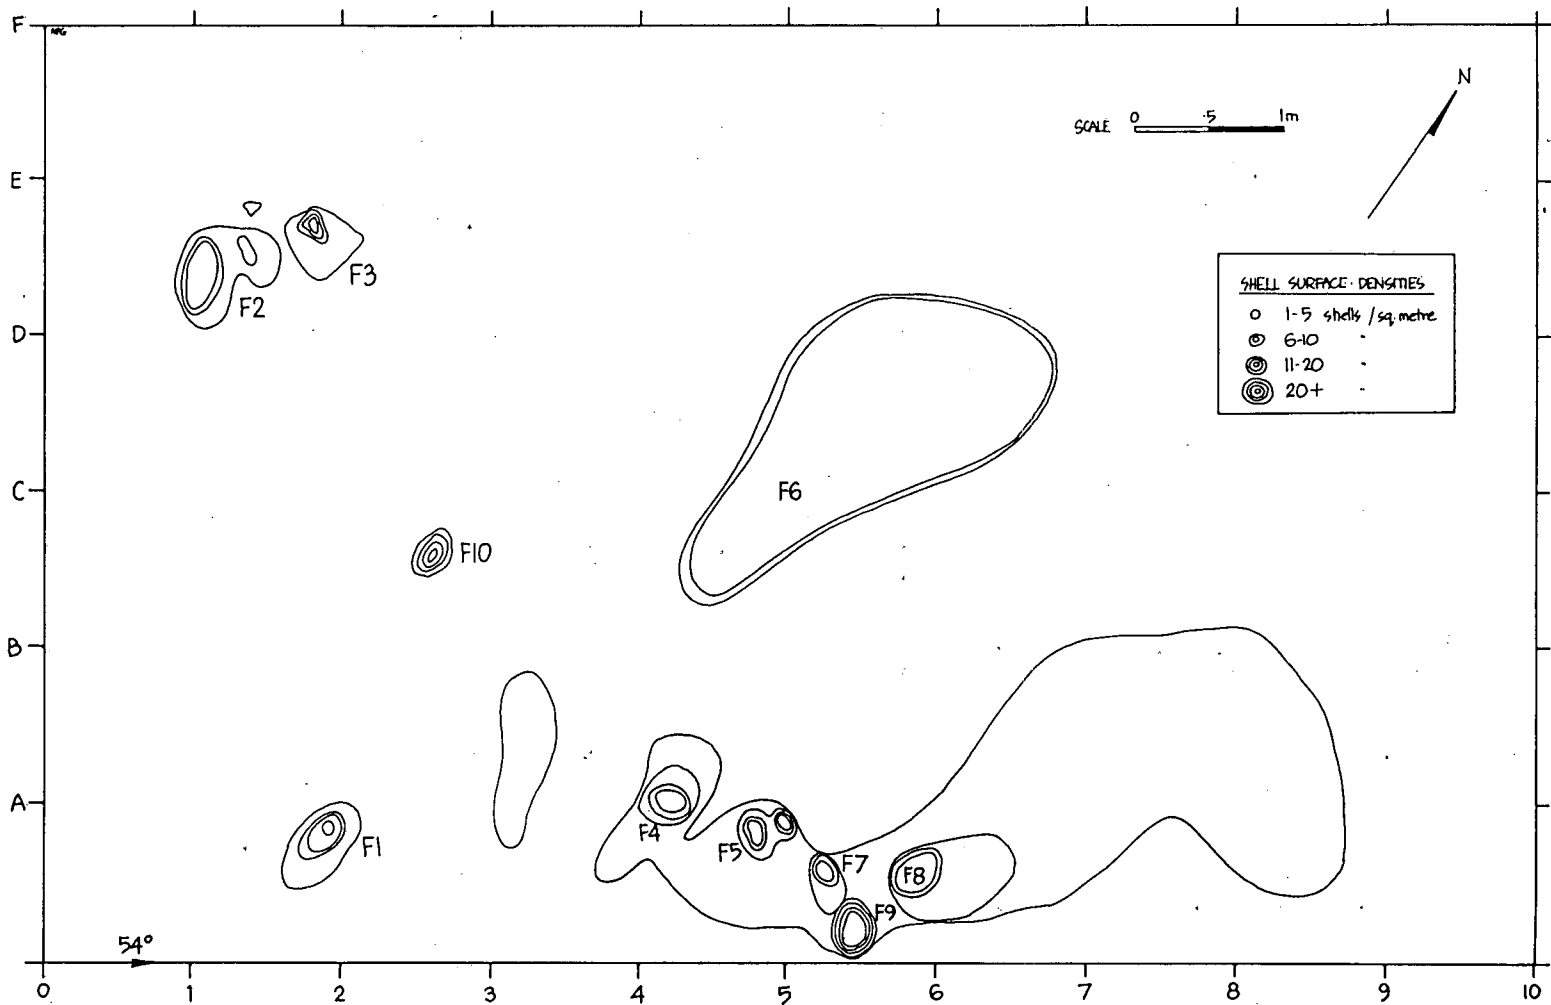 F
N
SCALE 0 .5 1m
E
SHELL SURFACE DENSITIES
1-5 shells / sq. metre
6-10 "
11-20 "
20+ "
F3
F2
D
C
F6
F10
B
A
F4
F1
F5
F7
F8
F9
54°
0 1 2 3 4 5 6 7 8 9 10